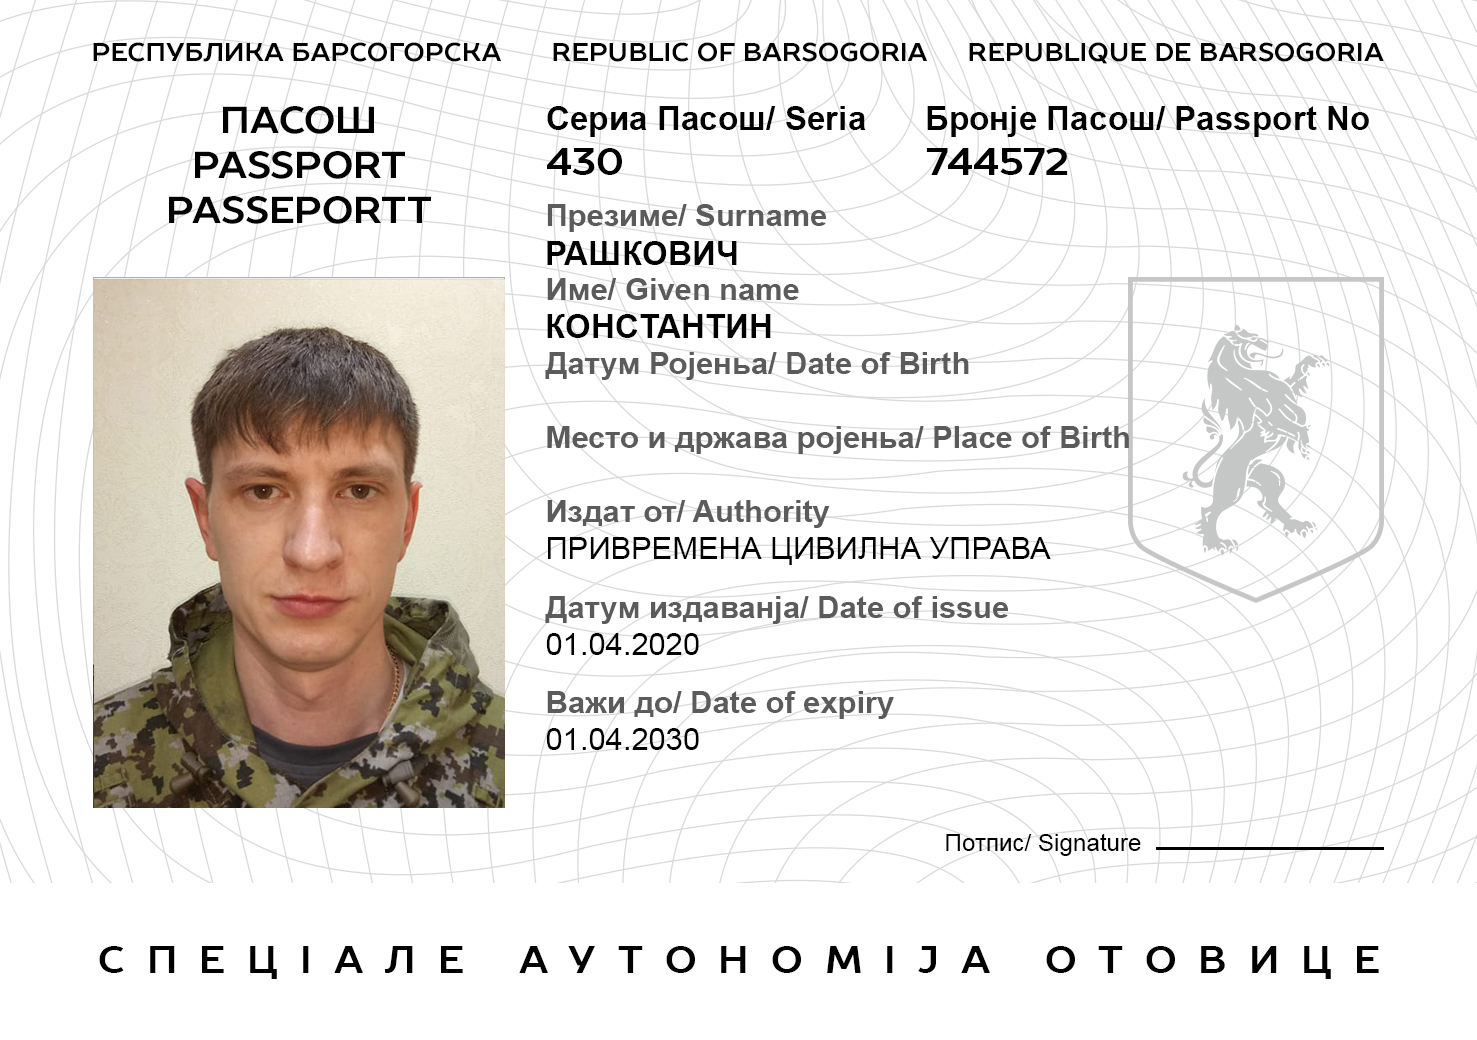 РЕСПУБЛИКА БАРСОГОРСКА REPUBLIC OF BARSOGORIA REPUBLIQUE DE BARSOGORIA
ПАСОШ
PASSPORT
PASSEPORTT
Сериа Пасош/ Seria Бронје Пасош/ Passport No
430 744572
Презиме/ Surname
РАШКОВИЧ
Име/ Given name
КОНСТАНТИН
ДатумРојења/ Date of Birth
Место и држава ројења/ Place of Birth
Издат от/ Authority
ПРИВРЕМЕНА ЦИВИЛНА УПРАВА
Датум издаванја/ Date of issue
01.04.2020
Важи до/ Date of expiry
01.04.2030
Потпис/ Signature
СПЕЦІАЛЕ АУТОНОМІЈА ОТОВИЦЕ